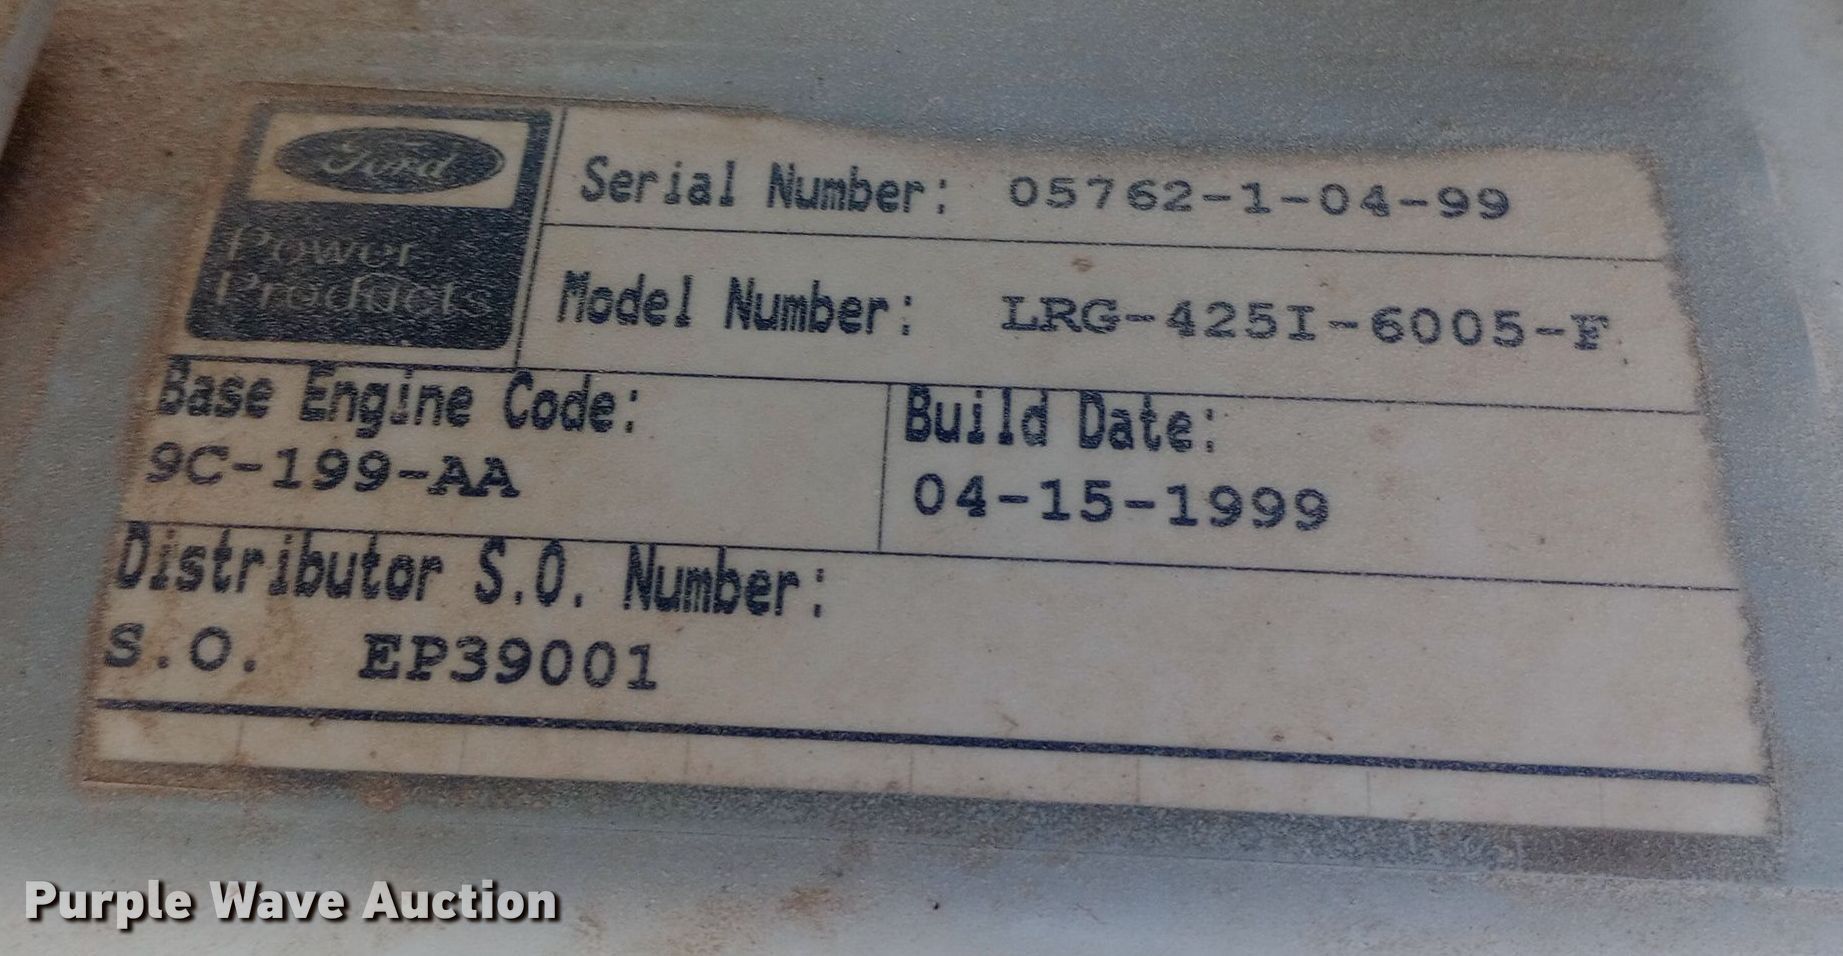 Ford
Power
Products
Serial Number: 05762-1-04-99
Model Number: LRG-425I-6005-F
Base Engine Code:
9C-199-AA
Build Date:
04-15-1999
Distributor S.O. Number:
S.O. EP39001
Purple Wave Auction